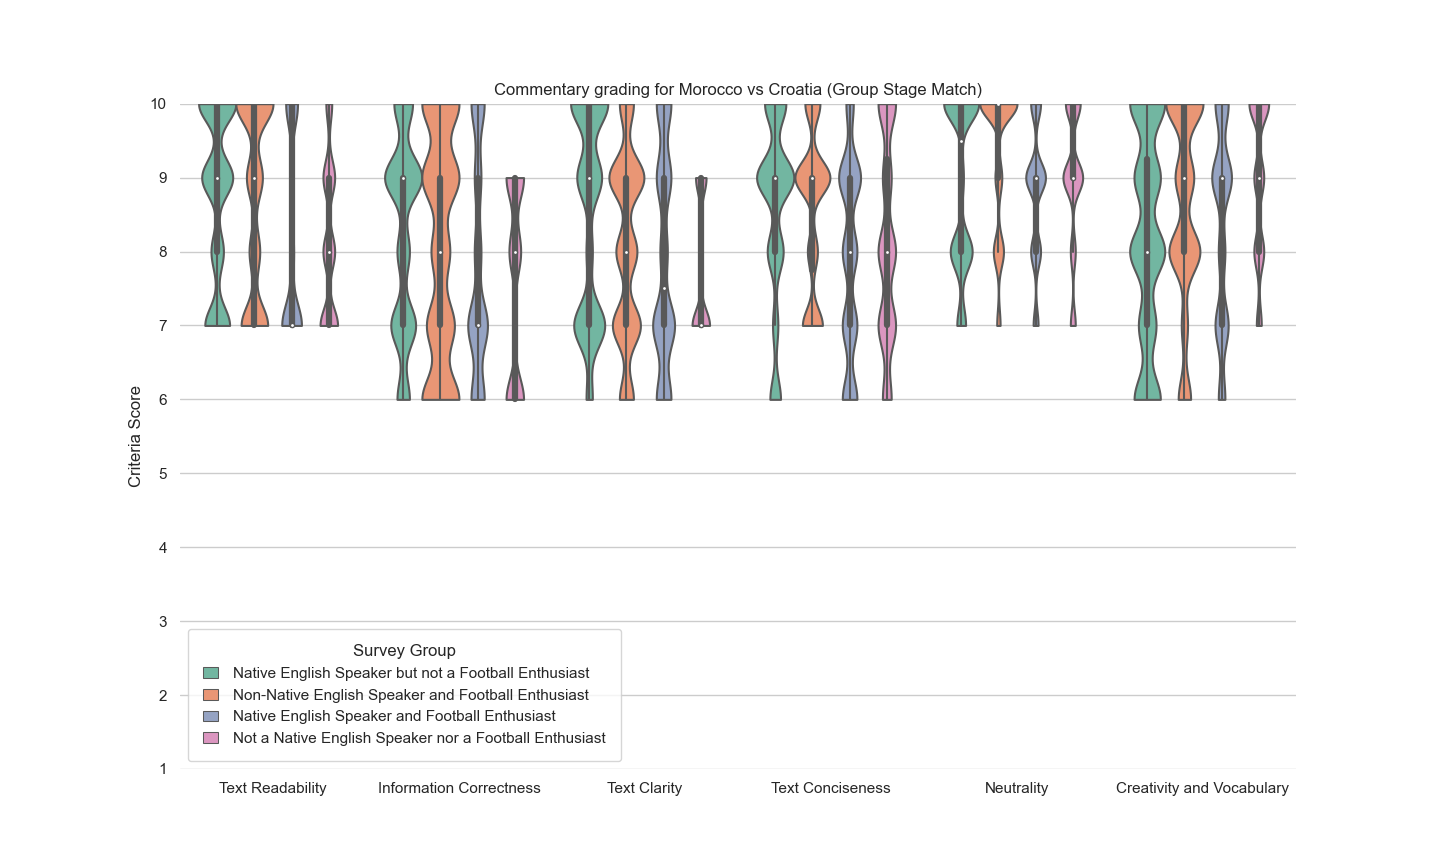 Commentary grading for Morocco vs Croatia (Group Stage Match)
10
9
8
7
6
5
4
3
2
1
Criteria Score
Survey Group
Native English Speaker but not a Football Enthusiast
Non-Native English Speaker and Football Enthusiast
Native English Speaker and Football Enthusiast
Not a Native English Speaker nor a Football Enthusiast
Text Readability
Information Correctness
Text Clarity
Text Conciseness
Neutrality
Creativity and Vocabulary